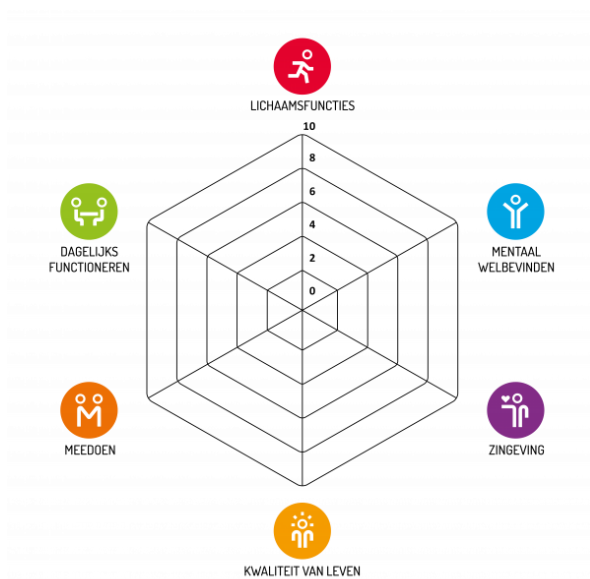 LICHAAMSFUNCTIES
10
8
6
4
2
0
DAGELIJKS
FUNCTIONEREN
MENTAAL
WELBEVINDEN
MEEDOEN
ZINGEVING
KWALITEIT VAN LEVEN